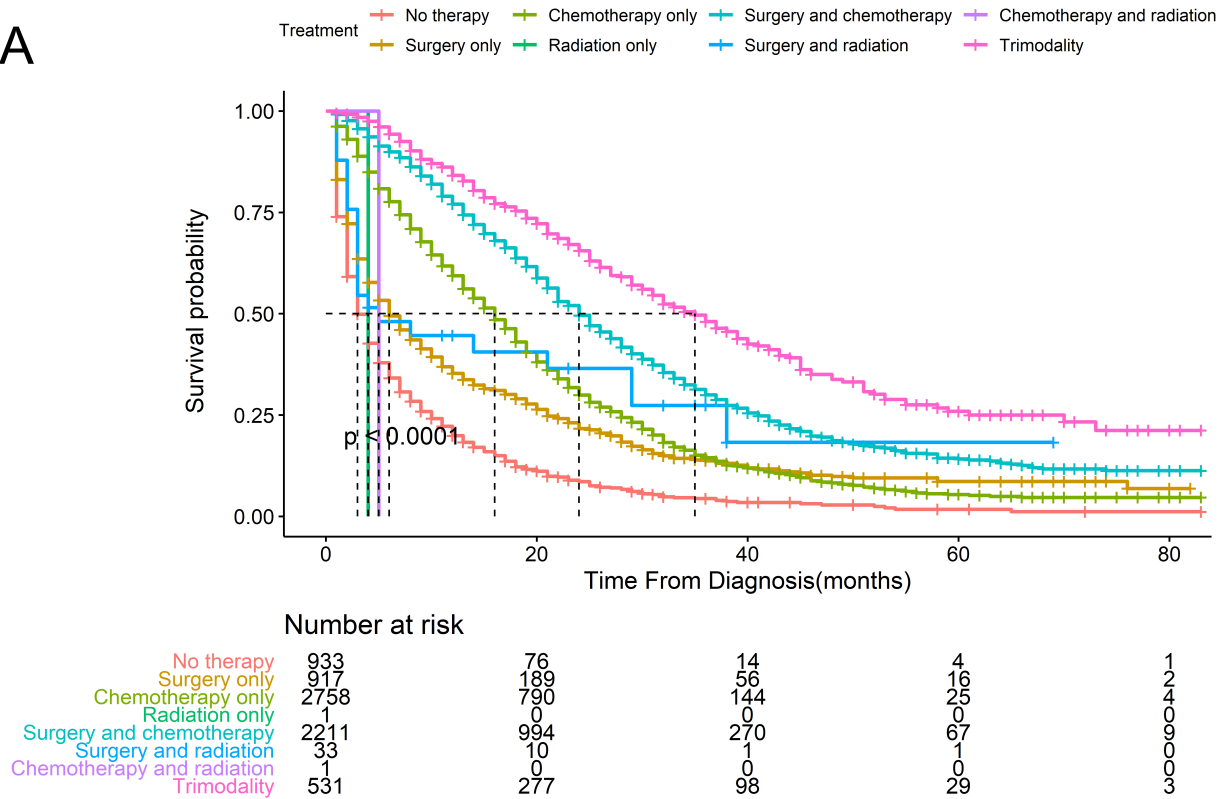 A
Treatment
No therapy
Chemotherapy only
Surgery and chemotherapy
Chemotherapy and radiation
Surgery only
Radiation only
Surgery and radiation
Trimodality
Survival probability
1.00
0.75
0.50
0.25
0.00
p < 0.0001
0 20 40 60 80
Time From Diagnosis(months)
Number at risk
No therapy 933 76 14 4 1
Surgery only 917 189 56 16 2
Chemotherapy only 2758 790 144 25 4
Radiation only 1 0 0 0 0
Surgery and chemotherapy 2211 994 270 67 9
Surgery and radiation 33 10 1 1 0
Chemotherapy and radiation 1 0 0 0 0
Trimodality 531 277 98 29 3